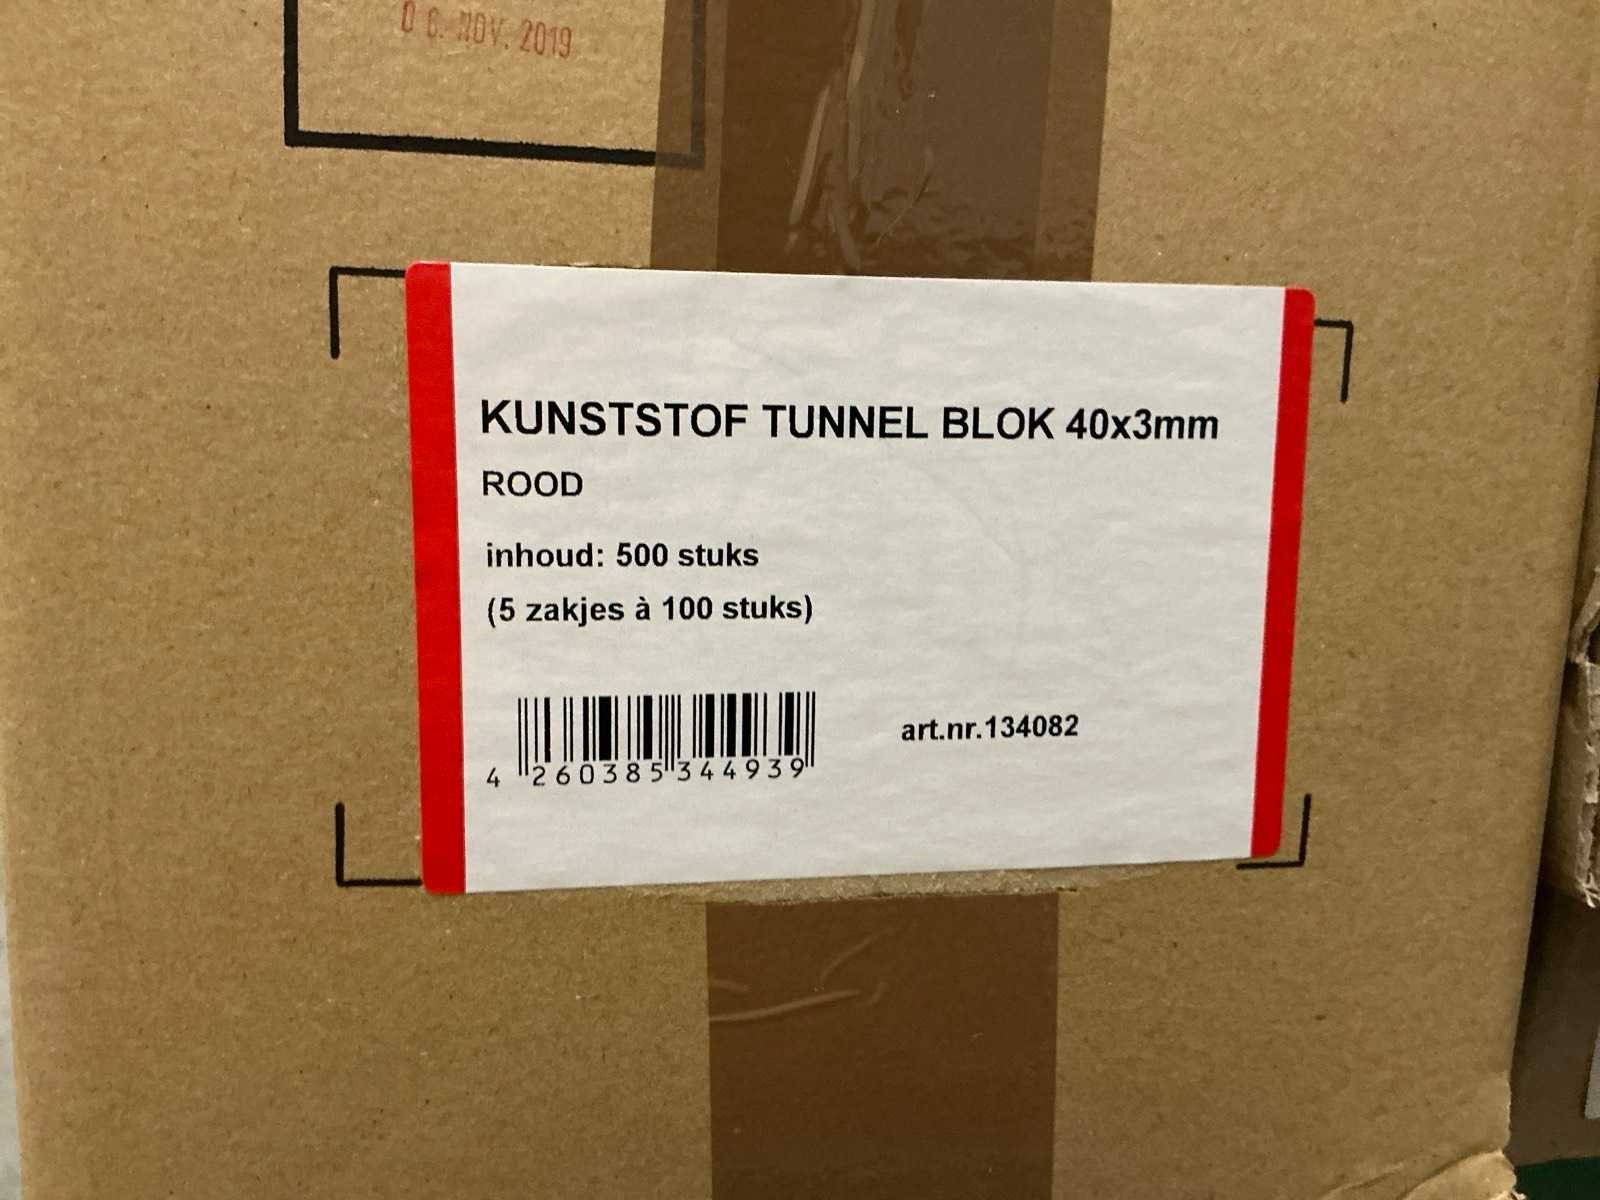 06. NOV. 2019
KUNSTSTOF TUNNEL BLOK 40x3mm
ROOD
inhoud: 500 stuks
(5 zakjes à 100 stuks)
art.nr.134082
4 260385 344939